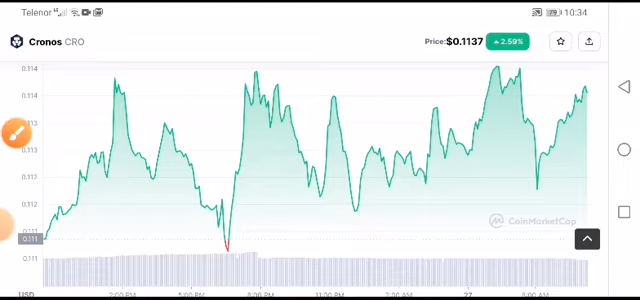 Telenor 10:34
Cronos CRO Price:$0.1137 2.59%
0.114
0.114
0.113
0.113
0.112
0.111
0.111
0.111
CoinMarketCap
USD 2:00 PM 5:00 PM 8:00 PM 11:00 PM 2:00 AM 27 8:00 AM